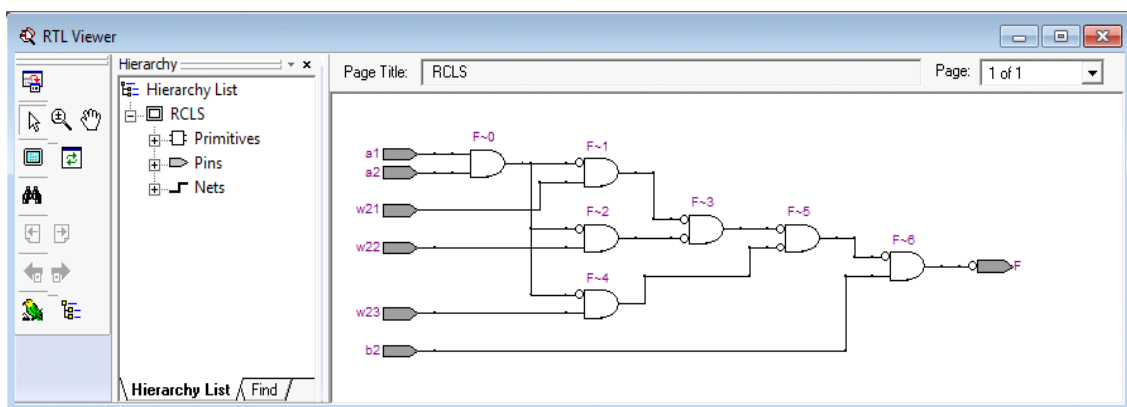 RTL Viewer
Hierarchy
Hierarchy List
RCLS
Primitives
Pins
Nets
Hierarchy List
Find
Page Title: RCLS
Page: 1 of 1
F~0
a1
a2
F~1
w21
F~2
F~3
F~5
w22
F~6
F
F~4
w23
b2